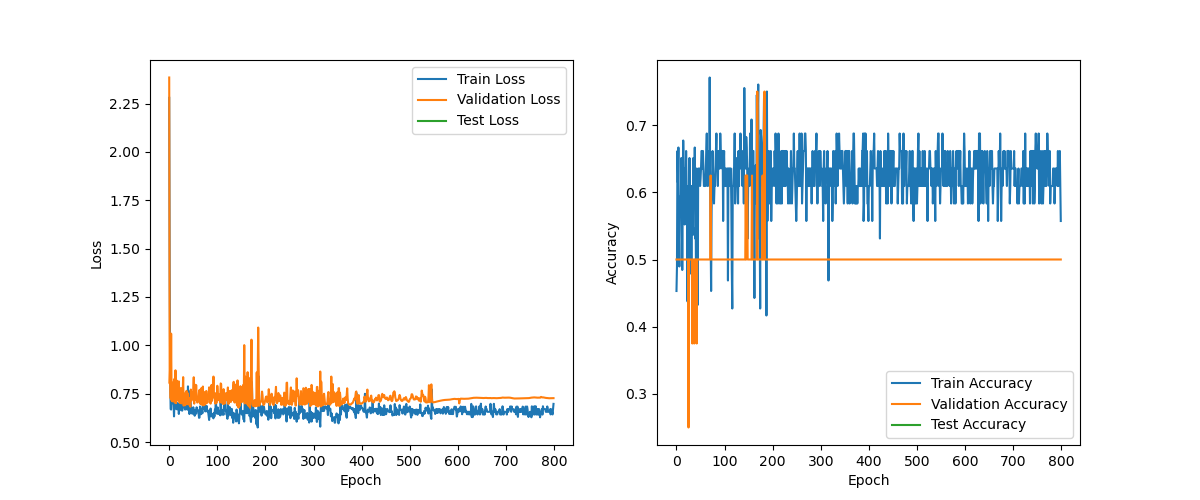 Train Loss
Validation Loss
Test Loss
2.25
2.00
1.75
1.50
1.25
1.00
0.75
0.50
Loss
0 100 200 300 400 500 600 700 800
Epoch
0.7
0.6
0.5
0.4
0.3
Accuracy
Train Accuracy
Validation Accuracy
Test Accuracy
0 100 200 300 400 500 600 700 800
Epoch